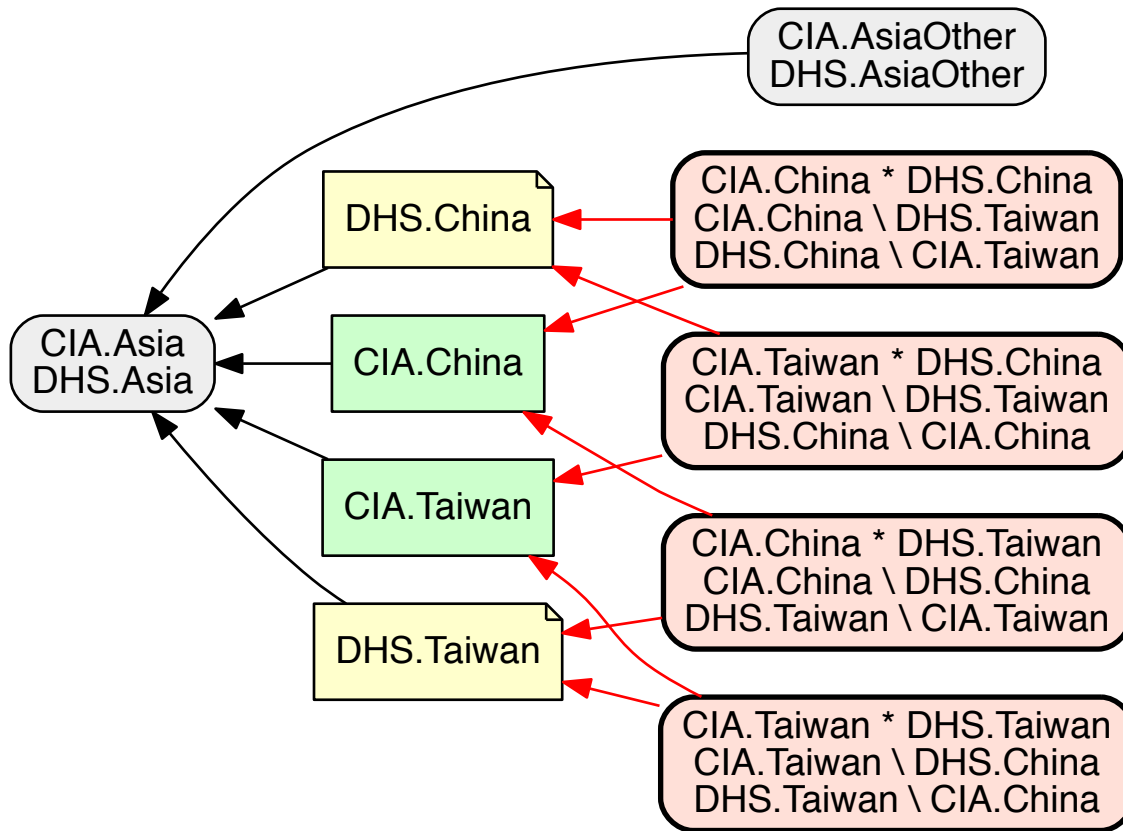 CIA.AsiaOther
DHS.AsiaOther
CIA.China * DHS.China
CIA.China \ DHS.Taiwan
DHS.China \ CIA.Taiwan
DHS.China
CIA.Asia
DHS.Asia
CIA.China
CIA.Taiwan * DHS.China
CIA.Taiwan \ DHS.Taiwan
DHS.China \ CIA.China
CIA.Taiwan
CIA.China * DHS.Taiwan
CIA.China \ DHS.China
DHS.Taiwan \ CIA.Taiwan
DHS.Taiwan
CIA.Taiwan * DHS.Taiwan
CIA.Taiwan \ DHS.China
DHS.Taiwan \ CIA.China